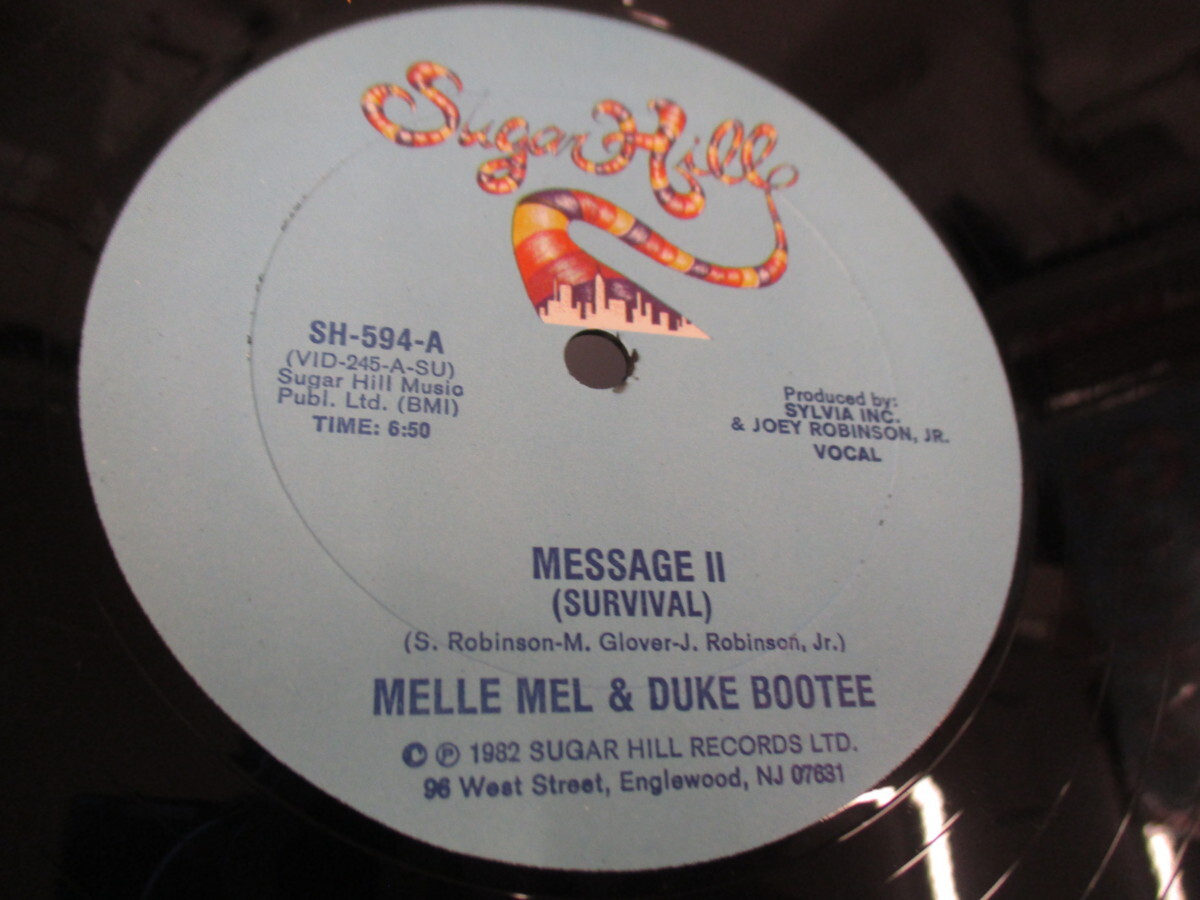 Sugar Hill
SH-594-A
(VID-245-A-SU)
Sugar Hill Music
Publ. Ltd. (BMI)
TIME: 6:50
Produced by:
SYLVIA INC.
& JOEY ROBINSON, JR.
VOCAL
MESSAGE II
(SURVIVAL)
(S. Robinson-M. Glover-J. Robinson, Jr.)
MELLE MEL & DUKE BOOTEE
© ℗ 1982 SUGAR HILL RECORDS LTD.
96 West Street, Englewood, NJ 07631